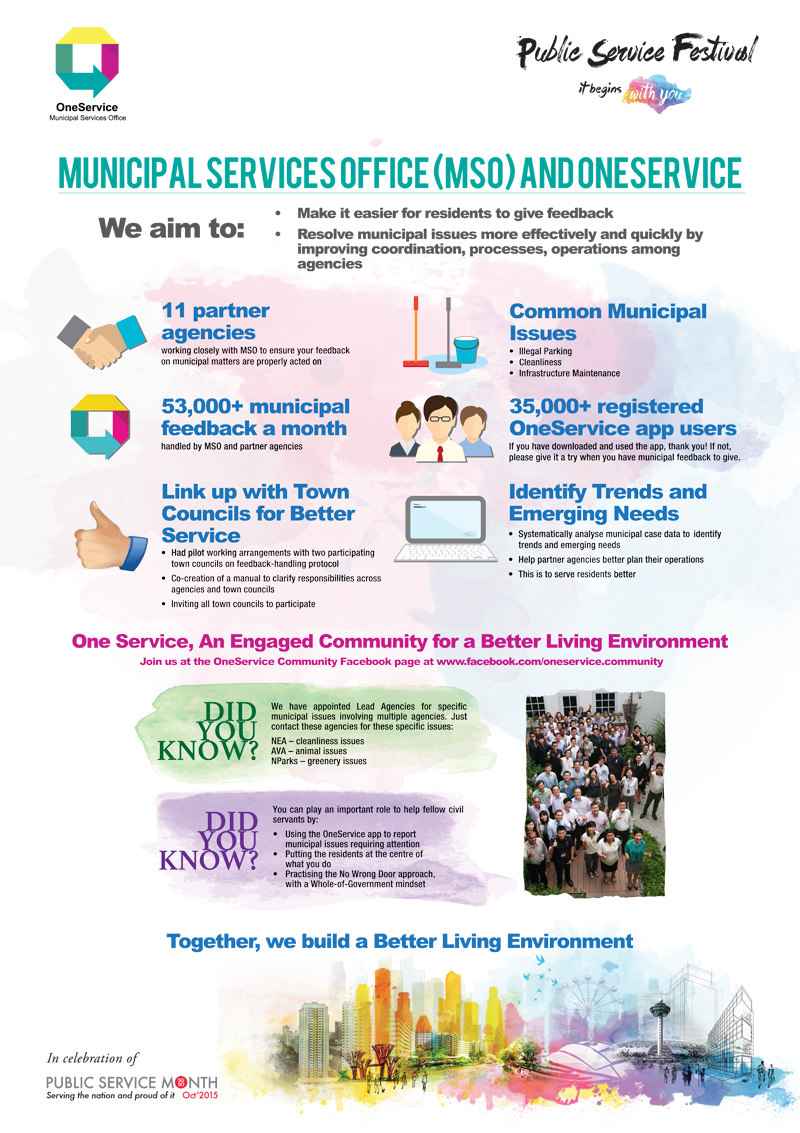 OneService
Municipal Services Office
Public Service Festival
it begins with you
MUNICIPAL SERVICES OFFICE (MSO) AND ONESERVICE
We aim to:
• Make it easier for residents to give feedback
• Resolve municipal issues more effectively and quickly by
improving coordination, processes, operations among
agencies
11 partner
agencies
working closely with MSO to ensure your feedback
on municipal matters are properly acted on
Common Municipal
Issues
• Illegal Parking
• Cleanliness
• Infrastructure Maintenance
53,000+ municipal
feedback a month
handled by MSO and partner agencies
35,000+ registered
OneService app users
If you have downloaded and used the app, thank you! If not,
please give it a try when you have municipal feedback to give.
Link up with Town
Councils for Better
Service
• Had pilot working arrangements with two participating
town councils on feedback-handling protocol
• Co-creation of a manual to clarify responsibilities across
agencies and town councils
• Inviting all town councils to participate
Identify Trends and
Emerging Needs
• Systematically analyse municipal case data to identify
trends and emerging needs
• Help partner agencies better plan their operations
• This is to serve residents better
One Service, An Engaged Community for a Better Living Environment
Join us at the OneService Community Facebook page at www.facebook.com/oneservice.community
DID
YOU
KNOW?
We have appointed Lead Agencies for specific
municipal issues involving multiple agencies. Just
contact these agencies for these specific issues:
NEA – cleanliness issues
AVA – animal issues
NParks – greenery issues
DID
YOU
KNOW?
You can play an important role to help fellow civil
servants by:
• Using the OneService app to report
municipal issues requiring attention
• Putting the residents at the centre of
what you do
• Practising the No Wrong Door approach,
with a Whole-of-Government mindset
Together, we build a Better Living Environment
In celebration of
PUBLIC SERVICE MONTH
Serving the nation and proud of it Oct'2015